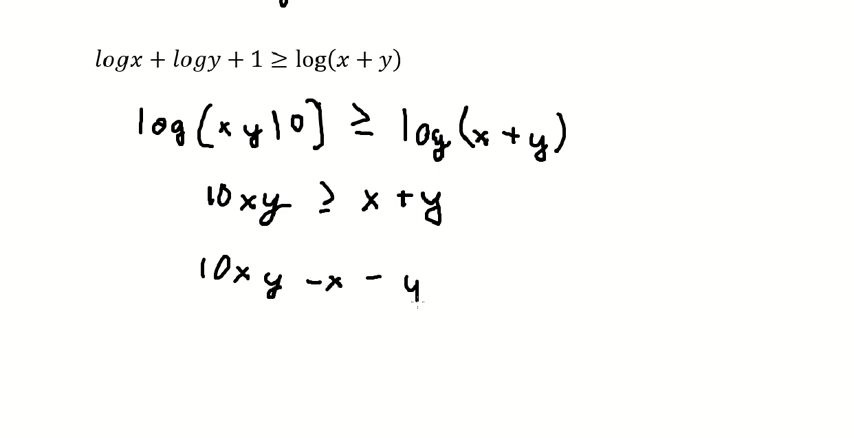 logx + logy + 1 ≥ log(x + y)
log(xy10] ≥ log(x+y)
10xy ≥ x+y
10xy -x - y